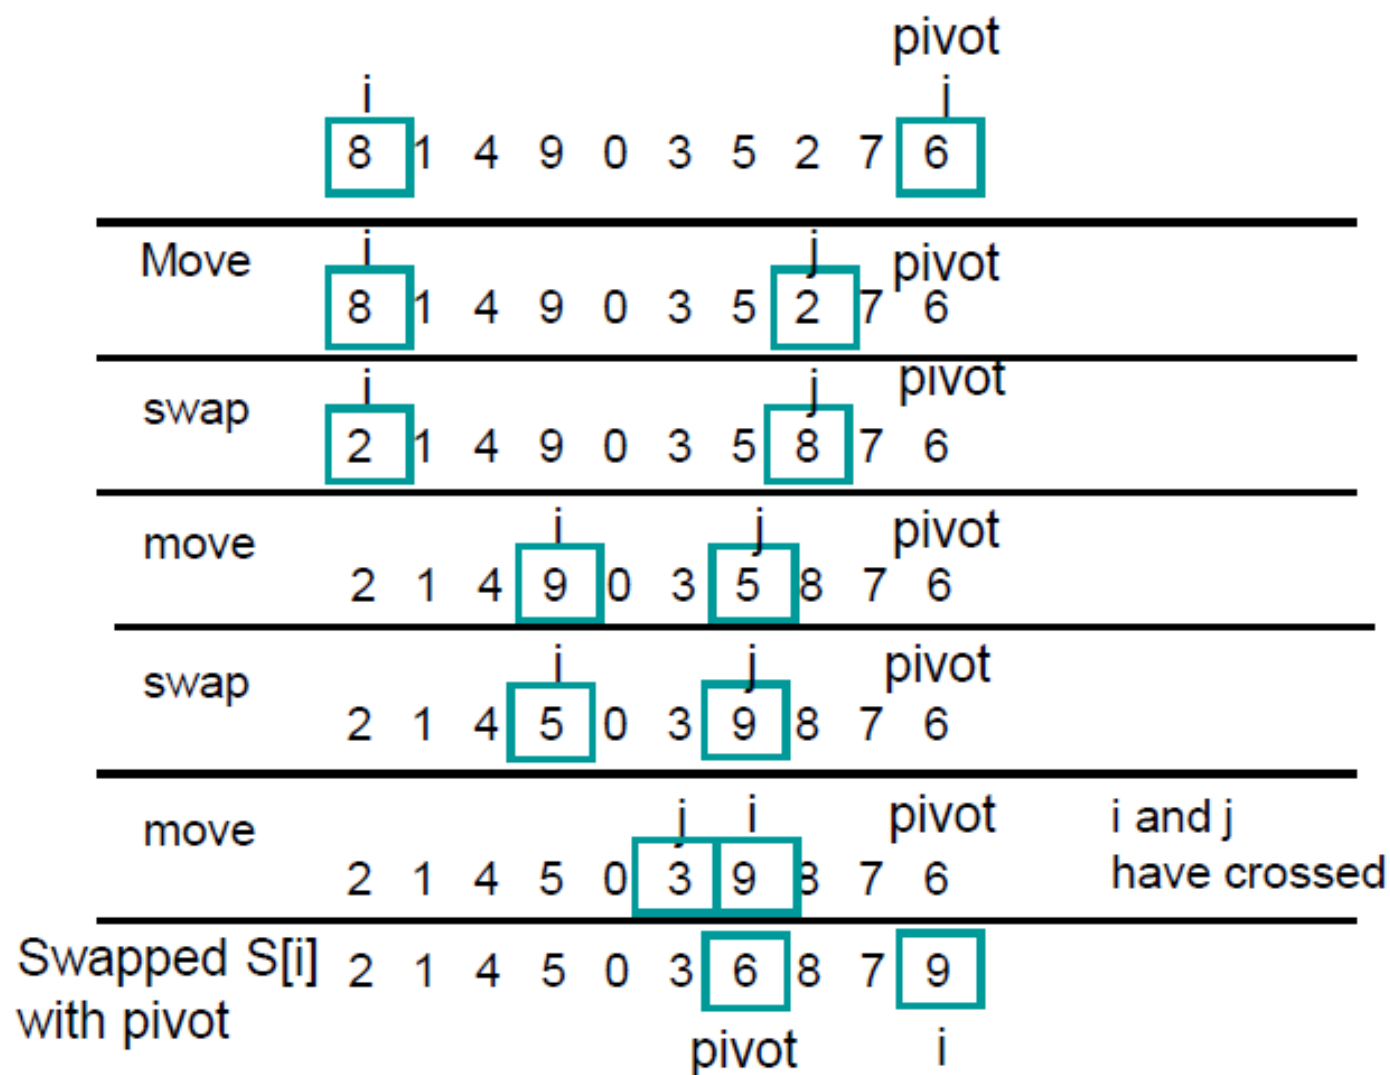 pivot
i j
8 1 4 9 0 3 5 2 7 6
Move i j pivot
8 1 4 9 0 3 5 2 7 6
swap i j pivot
2 1 4 9 0 3 5 8 7 6
move i j pivot
2 1 4 9 0 3 5 8 7 6
swap i j pivot
2 1 4 5 0 3 9 8 7 6
move j i pivot i and j
2 1 4 5 0 3 9 8 7 6 have crossed
Swapped S[i] 2 1 4 5 0 3 6 8 7 9
with pivot
pivot i